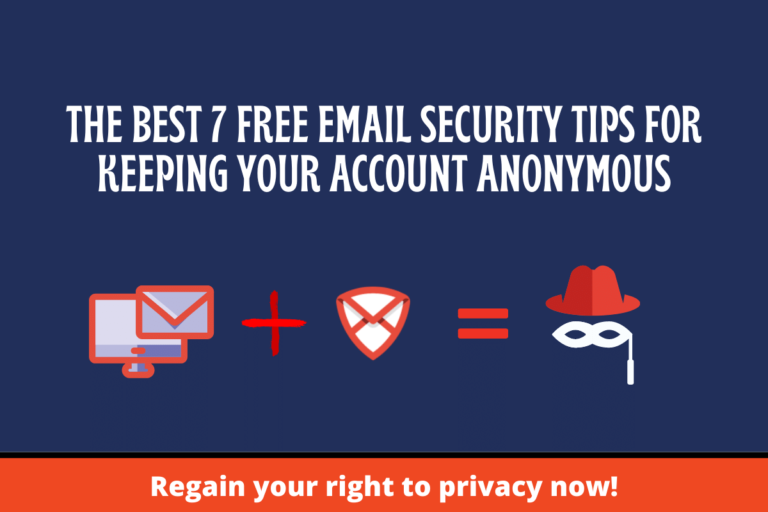 THE BEST 7 FREE EMAIL SECURITY TIPS FOR
KEEPING YOUR ACCOUNT ANONYMOUS
Regain your right to privacy now!